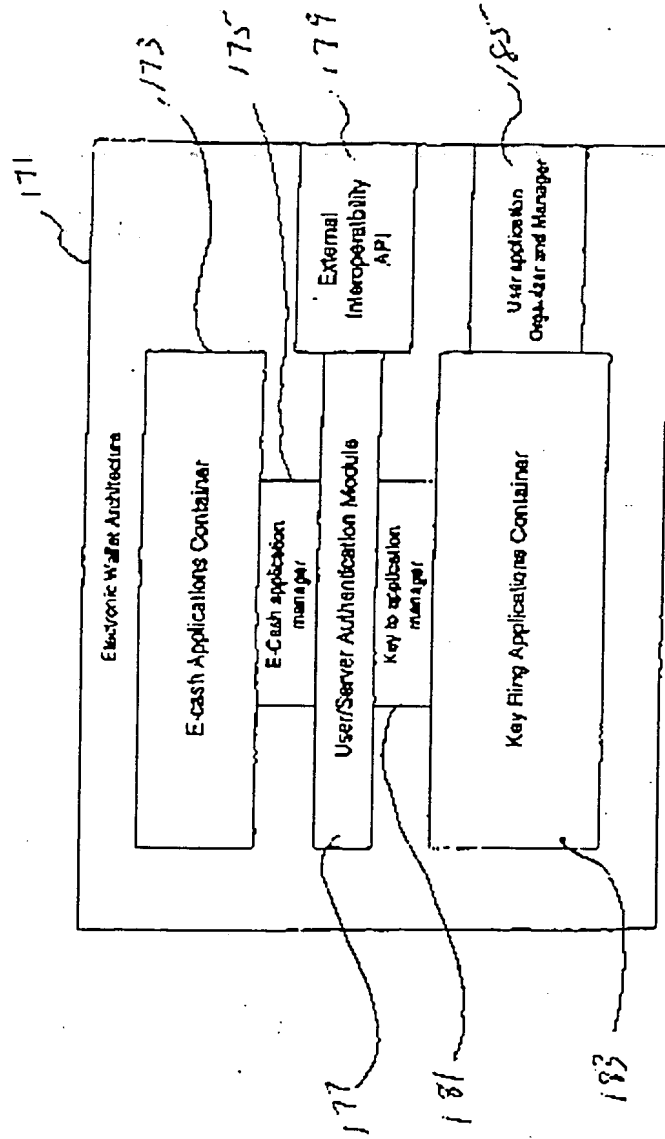 171
Electronic Wallet Architecture
173
E-cash Applications Container
175
E-Cash application
manager
177
User/Server Authentication Module
179
External
Interoperability
API
181
Key to application
manager
183
Key Ring Applications Container
185
User application
Organizer and Manager